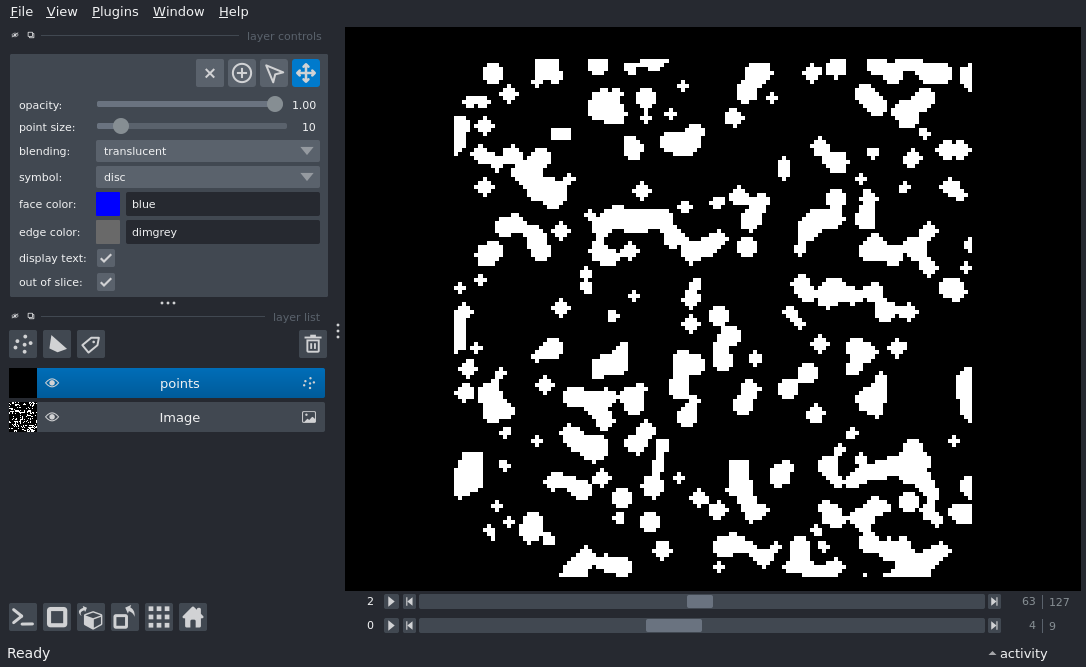 File View Plugins Window Help
layer controls
opacity: 1.00
point size: 10
blending: translucent
symbol: disc
face color: blue
edge color: dimgrey
display text:
out of slice:
layer list
points
Image
2 63 127
0 4 9
Ready activity